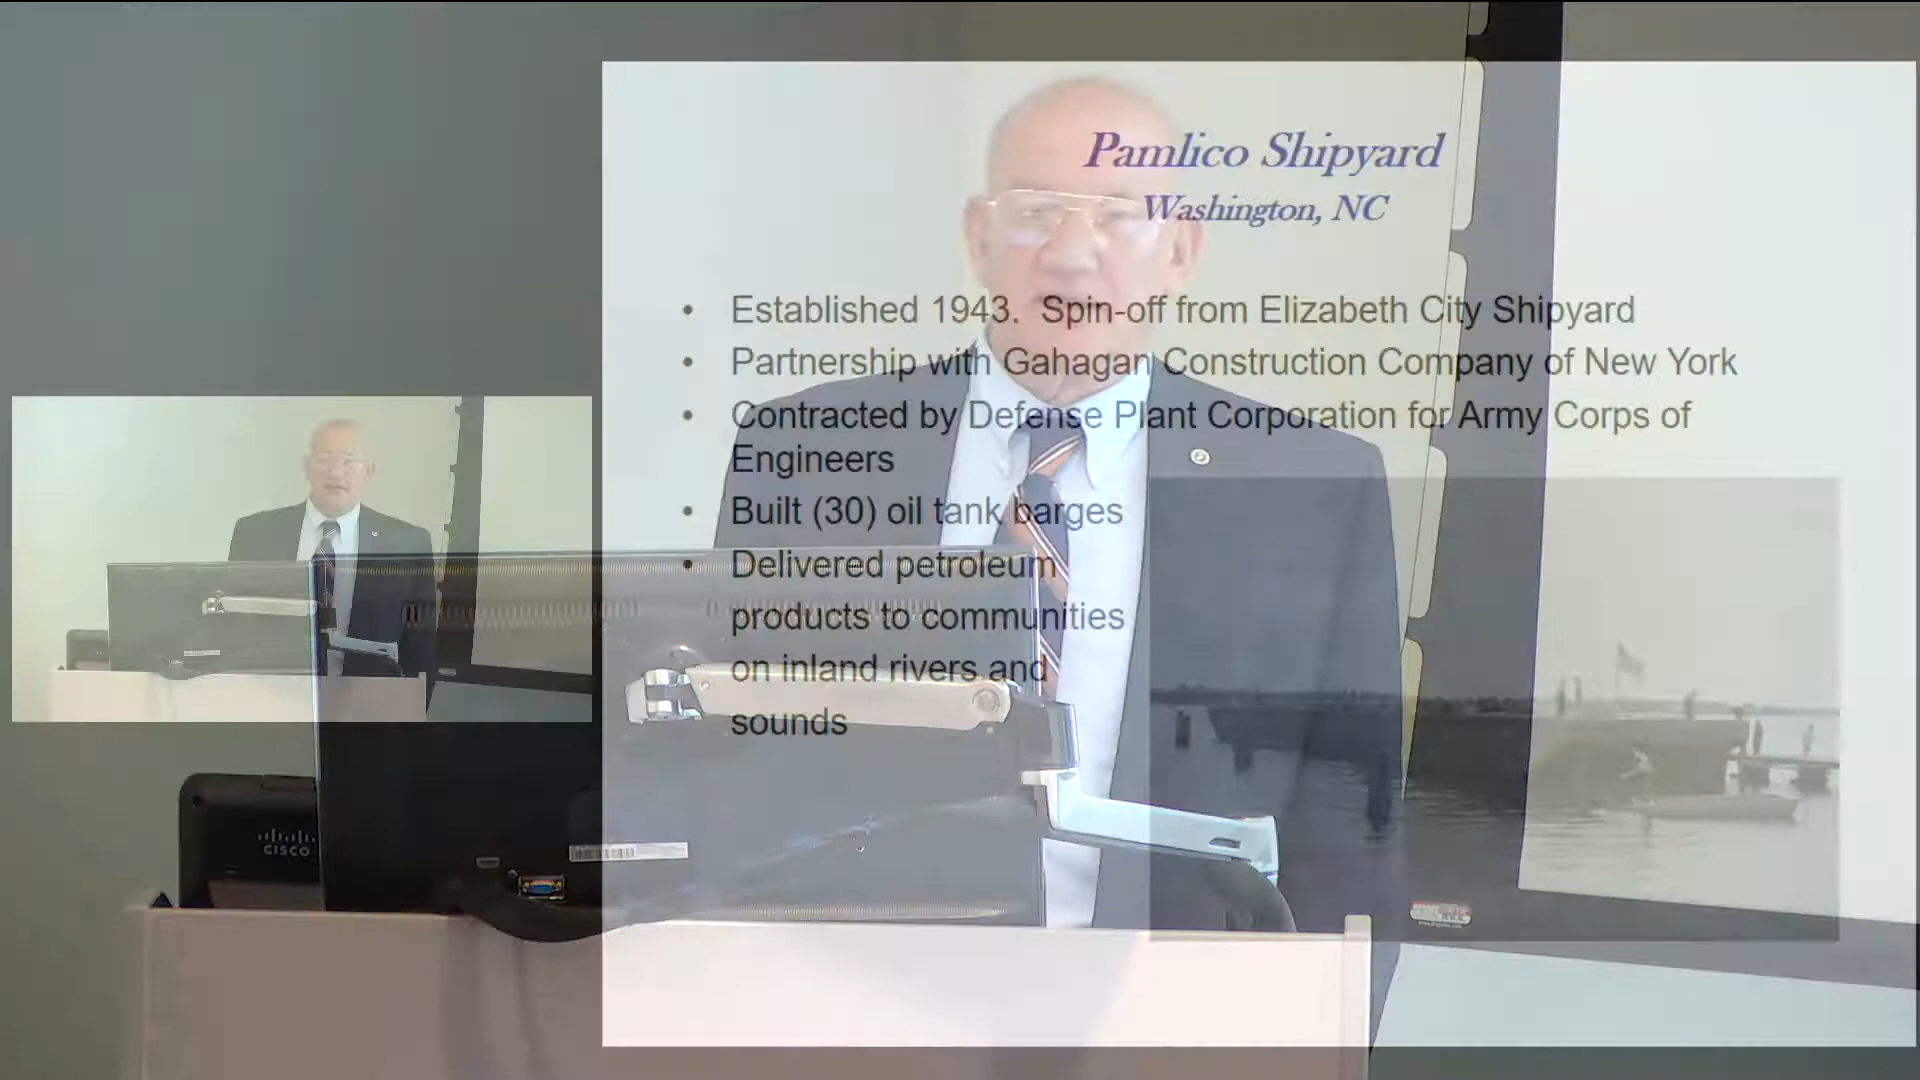 Pamlico Shipyard
Washington, NC
• Established 1943. Spin-off from Elizabeth City Shipyard
• Partnership with Gahagan Construction Company of New York
• Contracted by Defense Plant Corporation for Army Corps of
Engineers
• Built (30) oil tank barges
• Delivered petroleum
products to communities
on inland rivers and
sounds
CISCO